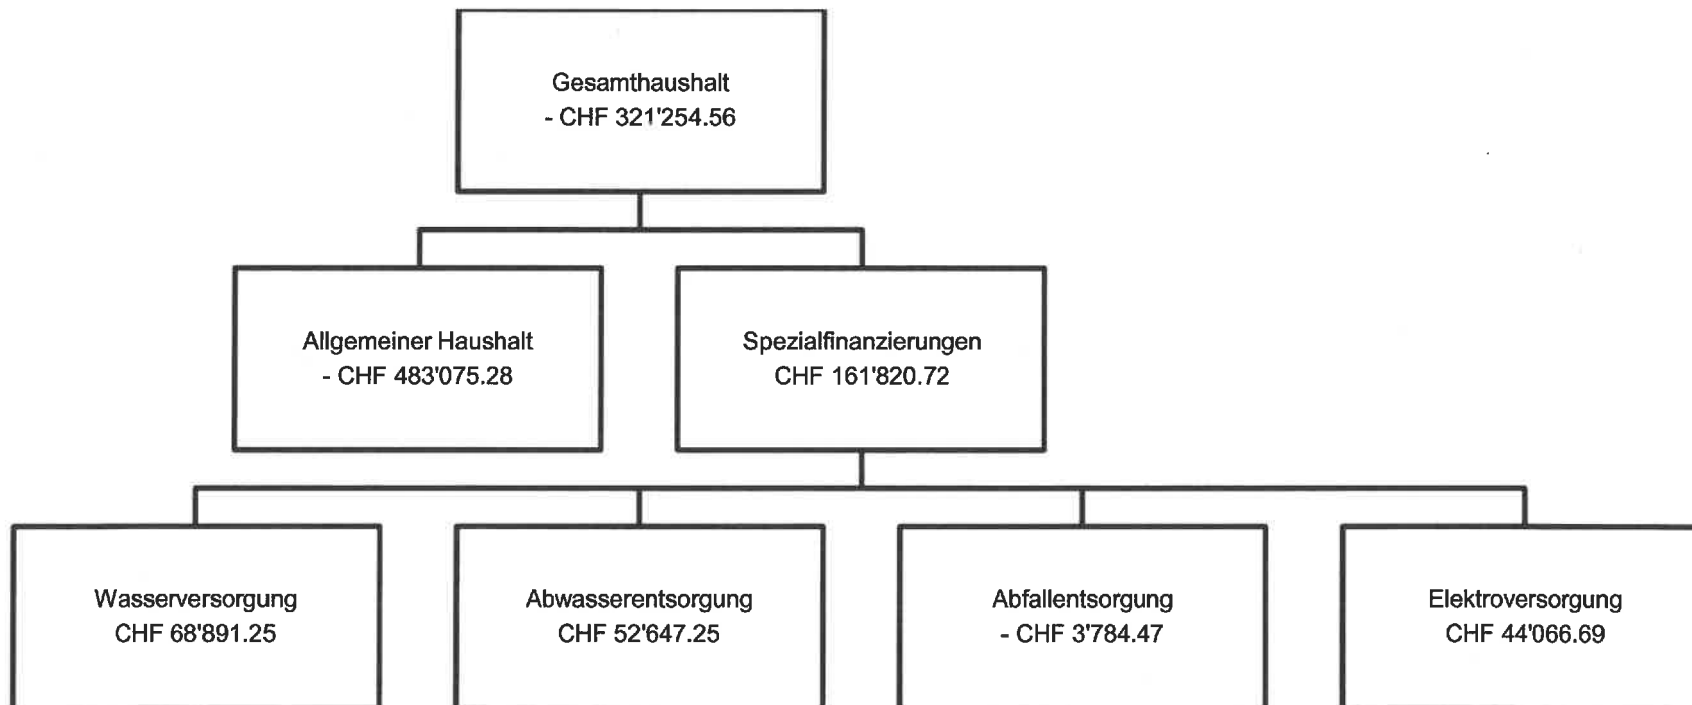 Gesamthaushalt
- CHF 321'254.56
Allgemeiner Haushalt
- CHF 483'075.28
Spezialfinanzierungen
CHF 161'820.72
Wasserversorgung
CHF 68'891.25
Abwasserentsorgung
CHF 52'647.25
Abfallentsorgung
- CHF 3'784.47
Elektroversorgung
CHF 44'066.69